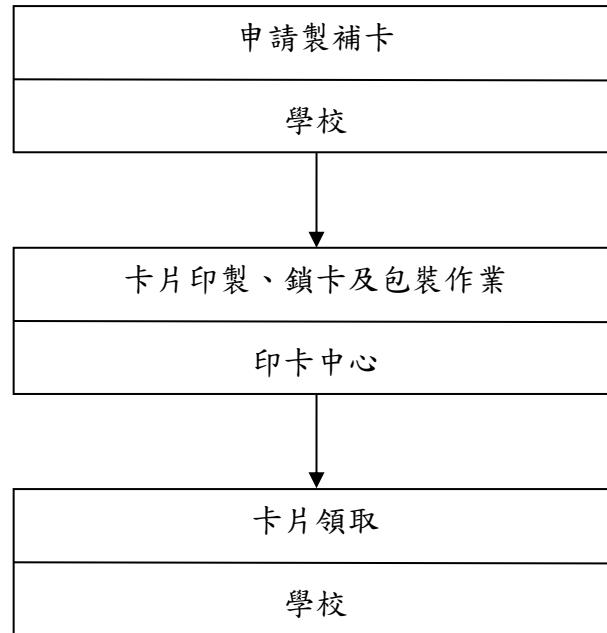 申請製補卡
學校
卡片印製、鎖卡及包裝作業
印卡中心
卡片領取
學校